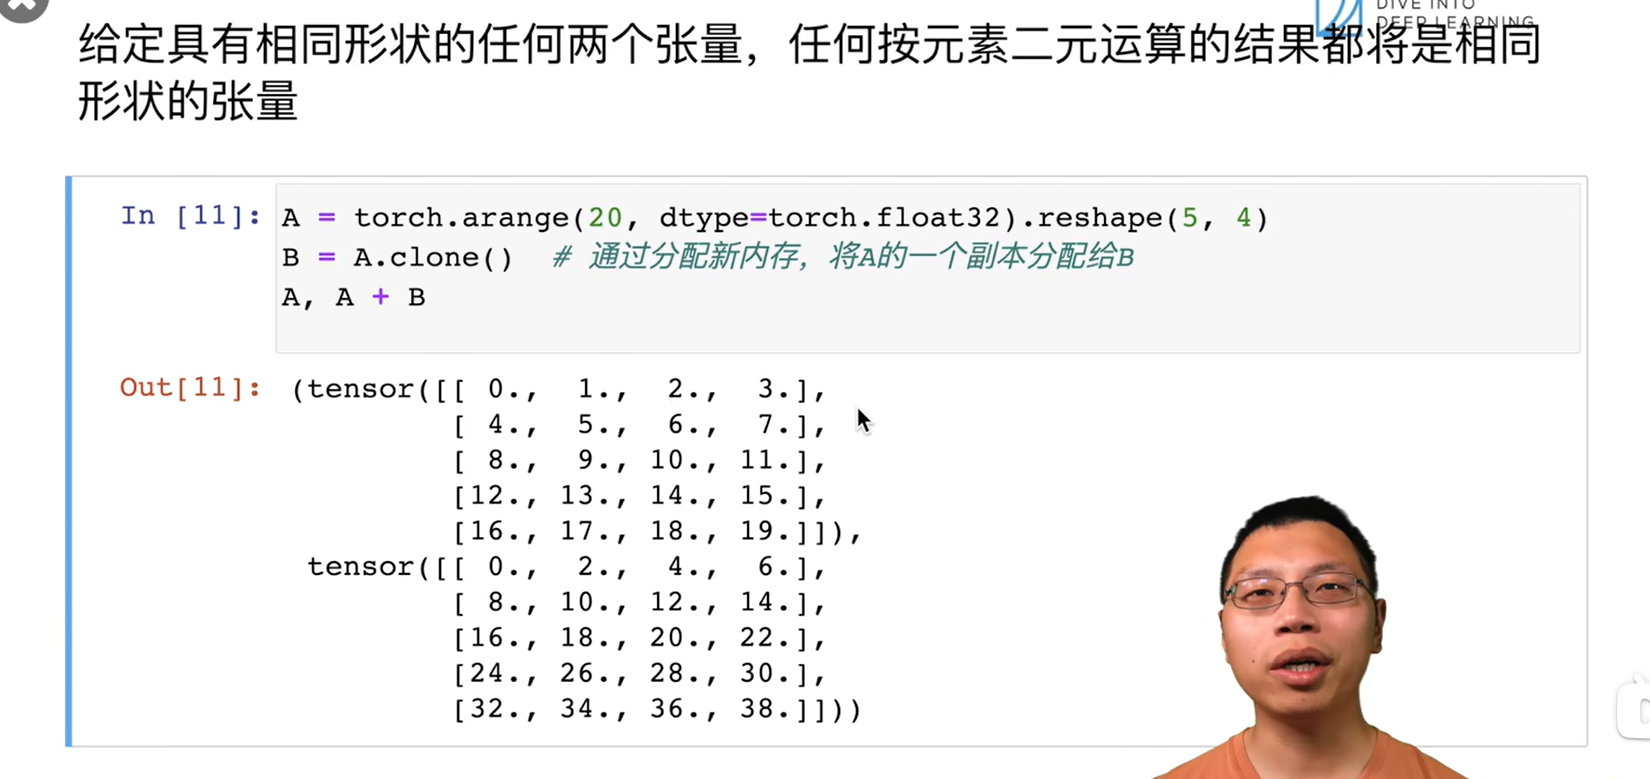 DIVE INTO
DEEP LEARNING
给定具有相同形状的任何两个张量，任何按元素二元运算的结果都将是相同
形状的张量
In [11]: A = torch.arange(20, dtype=torch.float32).reshape(5, 4)
B = A.clone()  # 通过分配新内存，将A的一个副本分配给B
A, A + B
Out[11]: (tensor([[ 0.,  1.,  2.,  3.],
[ 4.,  5.,  6.,  7.],
[ 8.,  9., 10., 11.],
[12., 13., 14., 15.],
[16., 17., 18., 19.]]),
tensor([[ 0.,  2.,  4.,  6.],
[ 8., 10., 12., 14.],
[16., 18., 20., 22.],
[24., 26., 28., 30.],
[32., 34., 36., 38.]]))